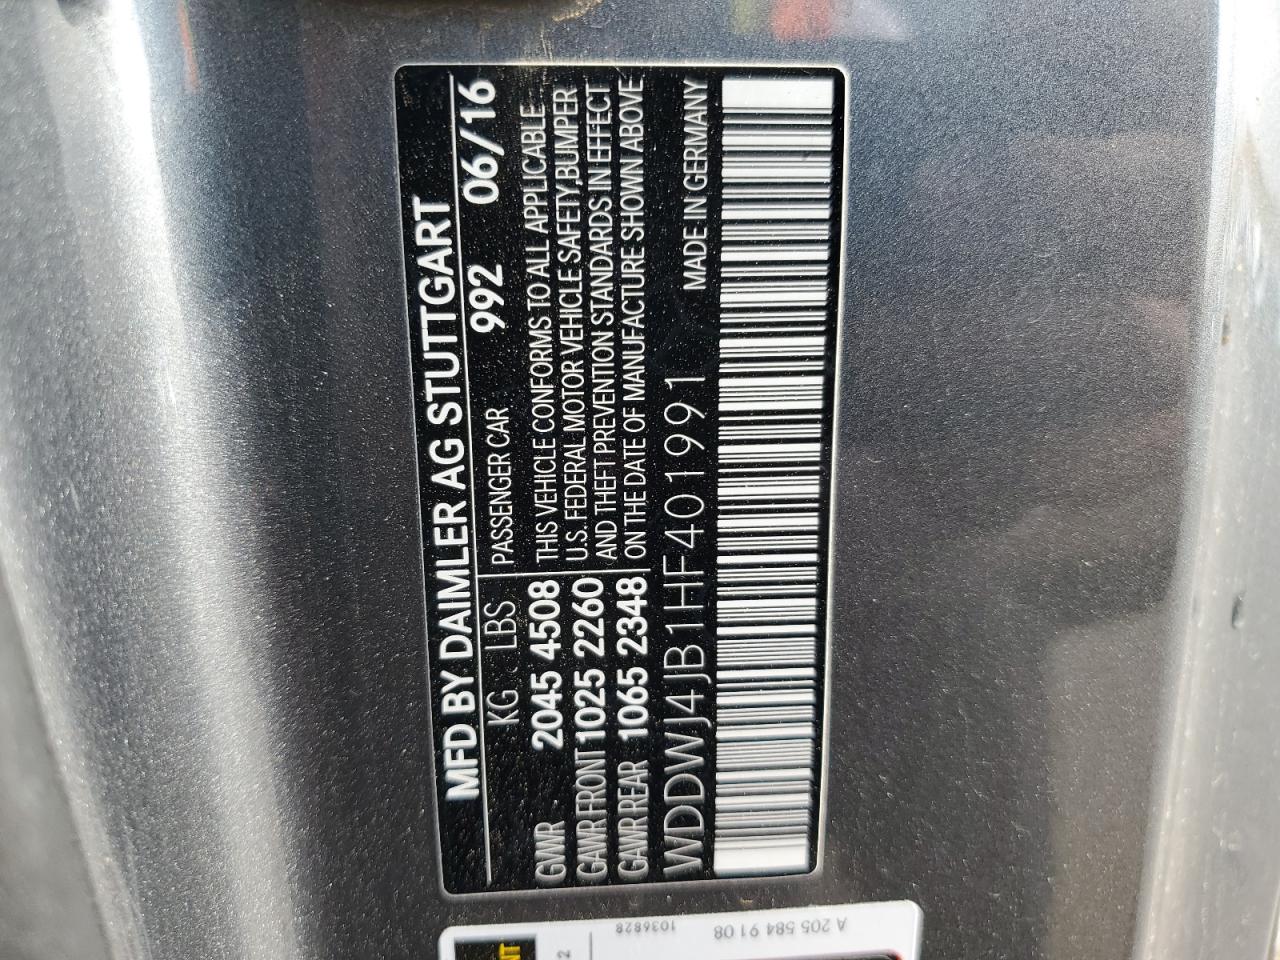 MFD BY DAIMLER AG STUTTGART
992 06/16
KG LBS PASSENGER CAR
GVWR 2045 4508
GAWR FRONT 1025 2260
GAWR REAR 1065 2348
THIS VEHICLE CONFORMS TO ALL APPLICABLE
U.S. FEDERAL MOTOR VEHICLE SAFETY, BUMPER
AND THEFT PREVENTION STANDARDS IN EFFECT
ON THE DATE OF MANUFACTURE SHOWN ABOVE
WDDWJ4JB1HF401991 MADE IN GERMANY
A 205 584 91 08
1036828